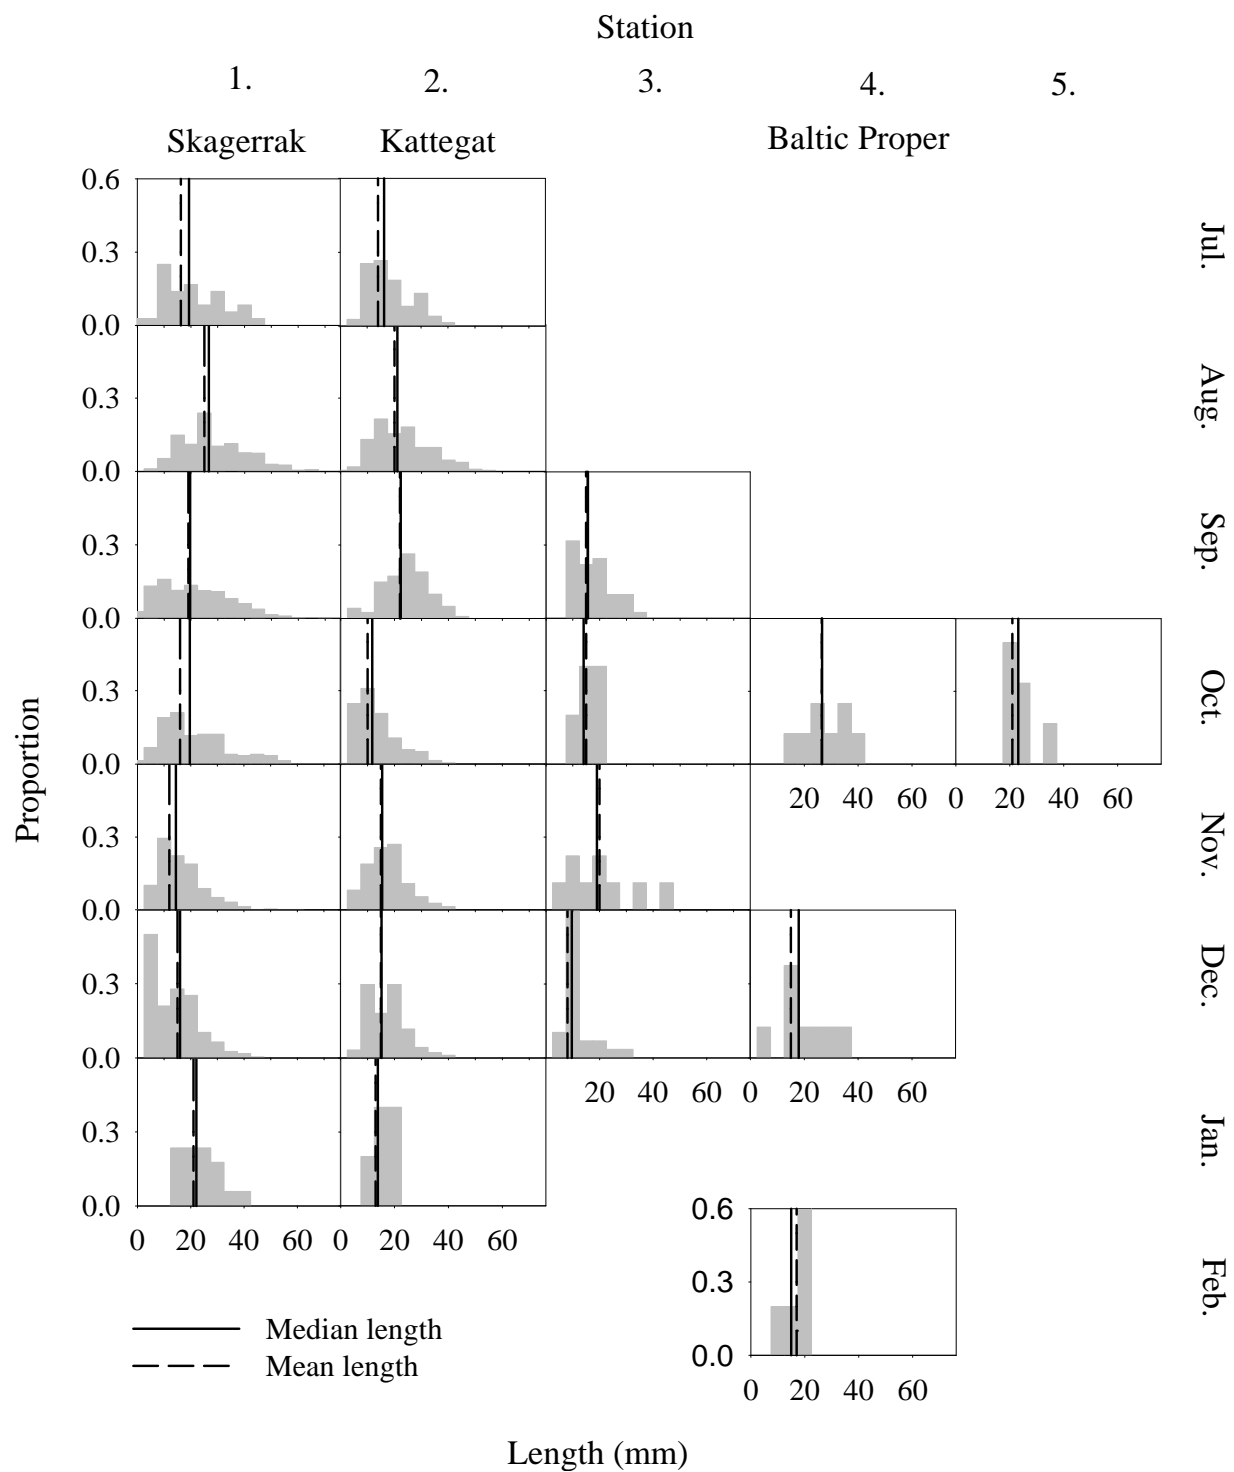 Station
1. 2. 3. 4. 5.
Skagerrak Kattegat Baltic Proper
0.6
0.3
0.0
Jul.
0.3
0.0
Aug.
0.3
0.0
Sep.
0.3
0.0
Oct.
20 40 60 0 20 40 60
0.3
0.0
Nov.
0.3
0.0
Dec.
20 40 60 0 20 40 60
0.3
0.0
Jan.
0 20 40 60 0 20 40 60
0.6
0.3
0.0
Feb.
0 20 40 60
Proportion
Median length
Mean length
Length (mm)